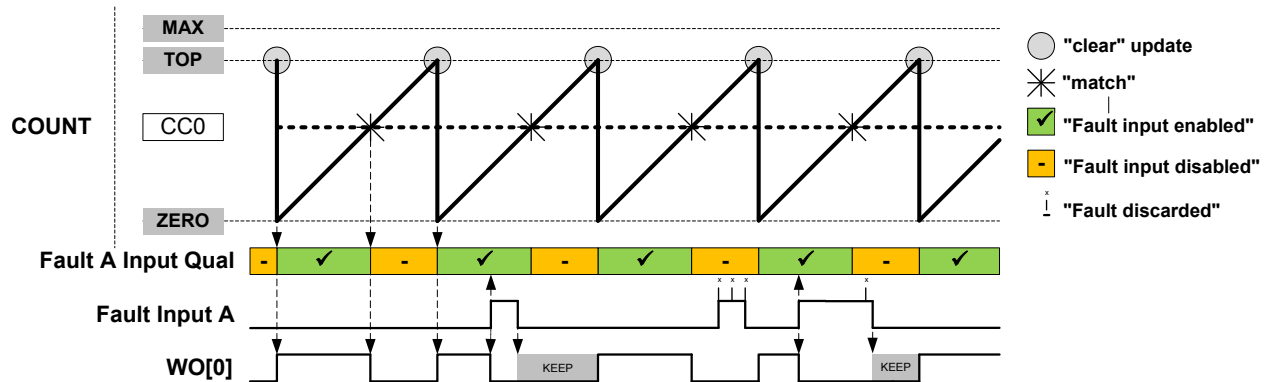 MAX
TOP
COUNT
CC0
ZERO
"clear" update
"match"
"Fault input enabled"
"Fault input disabled"
x
"Fault discarded"
Fault A Input Qual
- ✓ - ✓ - ✓ - ✓ - ✓
x x x x
Fault Input A
WO[0]
KEEP KEEP